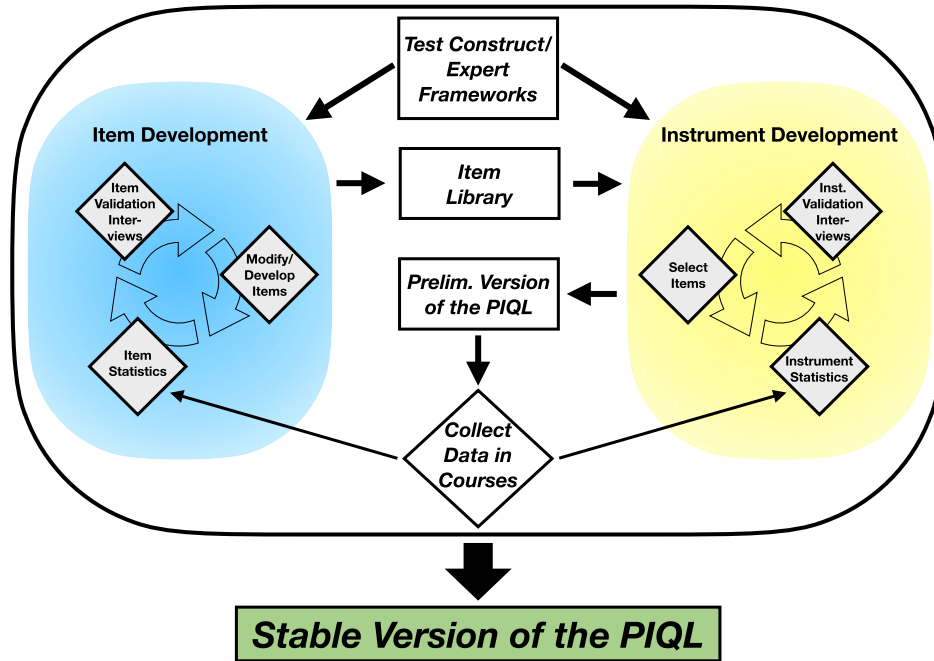 Test Construct/
Expert
Frameworks
Item Development
Instrument Development
Item
Validation
Inter-
views
Modify/
Develop
Items
Item
Statistics
Item
Library
Prelim. Version
of the PIQL
Collect
Data in
Courses
Inst.
Validation
Inter-
views
Select
Items
Instrument
Statistics
Stable Version of the PIQL